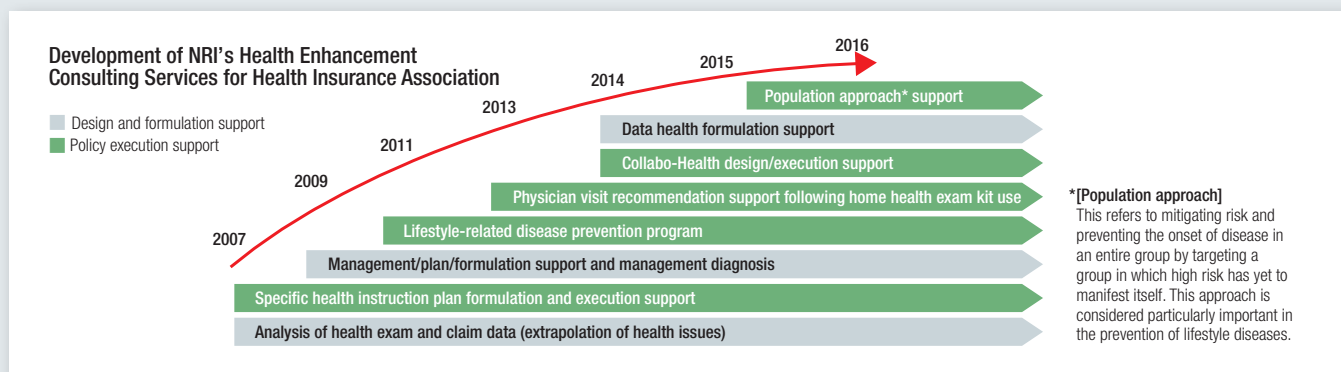 Development of NRI's Health Enhancement
Consulting Services for Health Insurance Association
Design and formulation support
Policy execution support
2007
2009
2011
2013
2014
2015
2016
Population approach* support
Data health formulation support
Collabo-Health design/execution support
Physician visit recommendation support following home health exam kit use
Lifestyle-related disease prevention program
Management/plan/formulation support and management diagnosis
Specific health instruction plan formulation and execution support
Analysis of health exam and claim data (extrapolation of health issues)
*[Population approach]
This refers to mitigating risk and
preventing the onset of disease in
an entire group by targeting a
group in which high risk has yet to
manifest itself. This approach is
considered particularly important in
the prevention of lifestyle diseases.